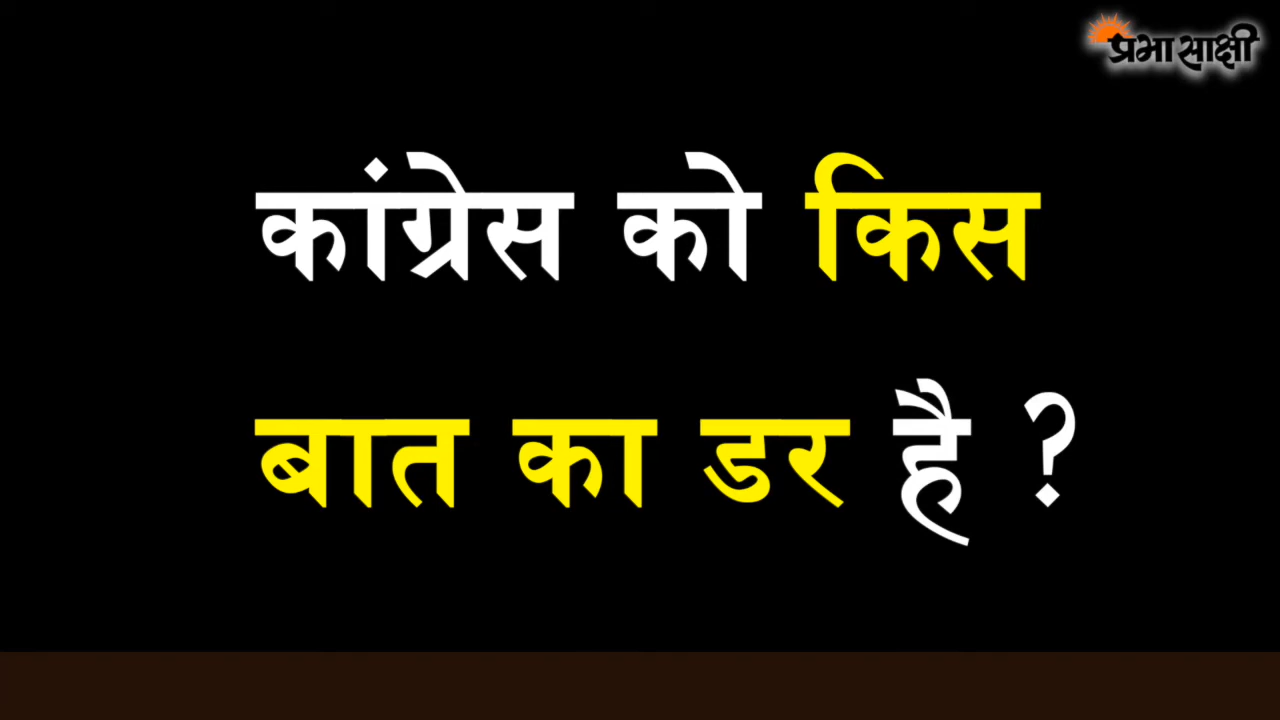 प्रभासाक्षी
कांग्रेस को किस
बात का डर है ?